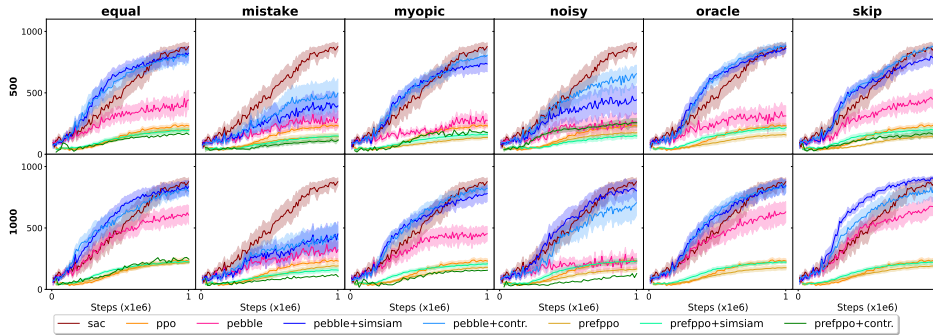 equal mistake myopic noisy oracle skip
1000
500
0
500
1000
500
0
1000
0 1 0 1 0 1 0 1 0 1 0 1
Steps (x1e6) Steps (x1e6) Steps (x1e6) Steps (x1e6) Steps (x1e6) Steps (x1e6)
sac ppo pebble pebble+simsiam pebble+contr. prefppo prefppo+simsiam prefppo+contr.